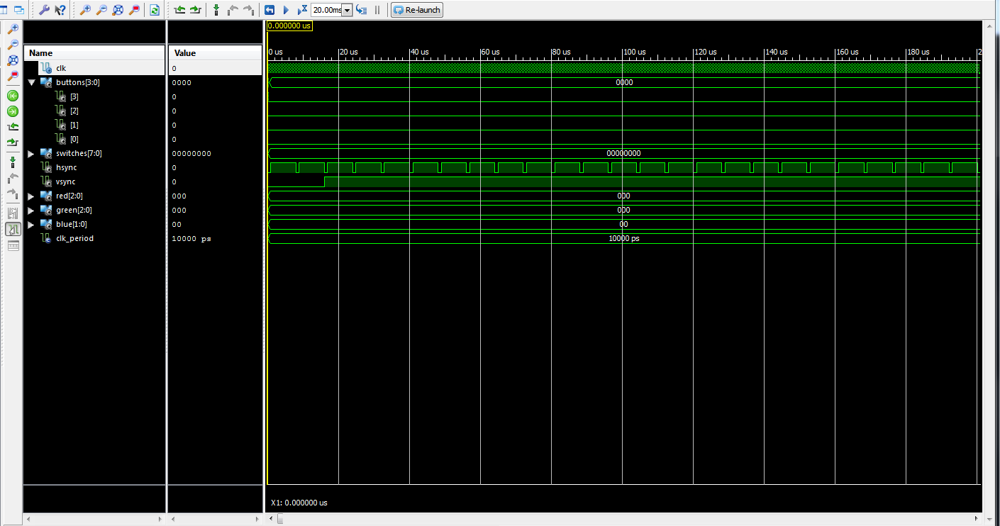 20.00ms Re-launch
0.000000 us
Name Value
0 us 20 us 40 us 60 us 80 us 100 us 120 us 140 us 160 us 180 us 2
clk 0
buttons[3:0] 0000 0000
[3] 0
[2] 0
[1] 0
[0] 0
switches[7:0] 00000000 00000000
hsync 0
vsync 0
red[2:0] 000 000
green[2:0] 000 000
blue[1:0] 00 00
clk_period 10000 ps 10000 ps
X1: 0.000000 us